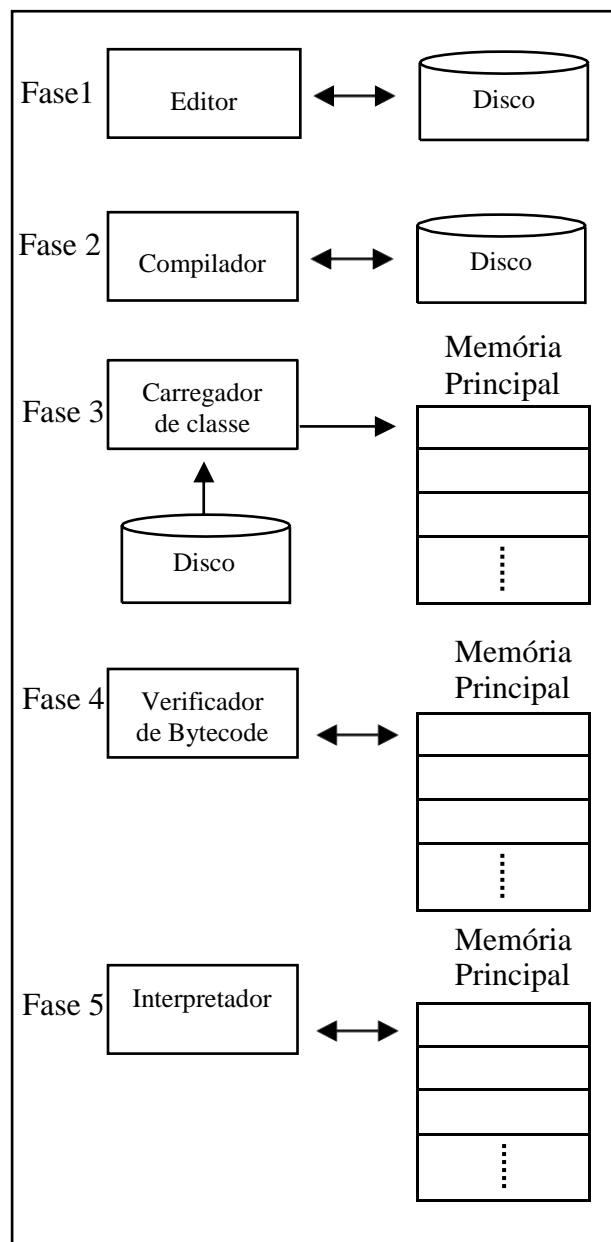 Fase1
Editor
Disco
Fase 2
Compilador
Disco
Memória
Principal
Fase 3
Carregador
de classe
Disco
Memória
Principal
Fase 4
Verificador
de Bytecode
Memória
Principal
Fase 5
Interpretador